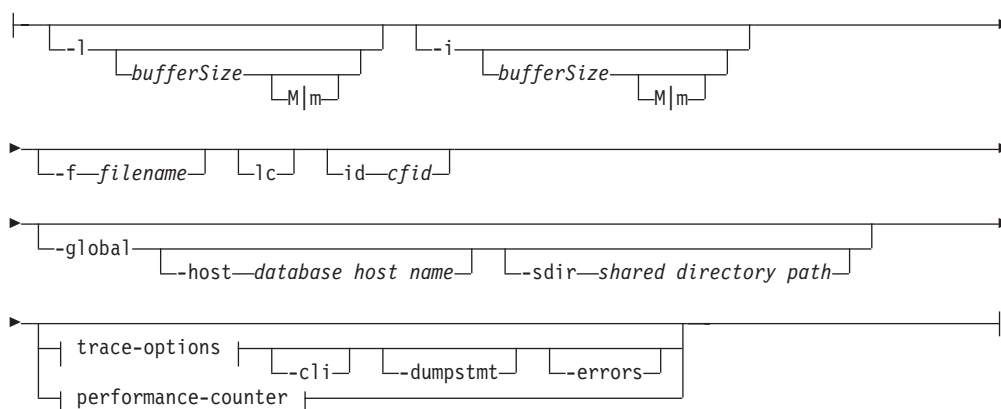 -l -i
bufferSize bufferSize
M|m M|m
-f filename lc id cfid
-global
-host database host name -sdir shared directory path
trace-options
-cli -dumpstmt -errors
performance-counter